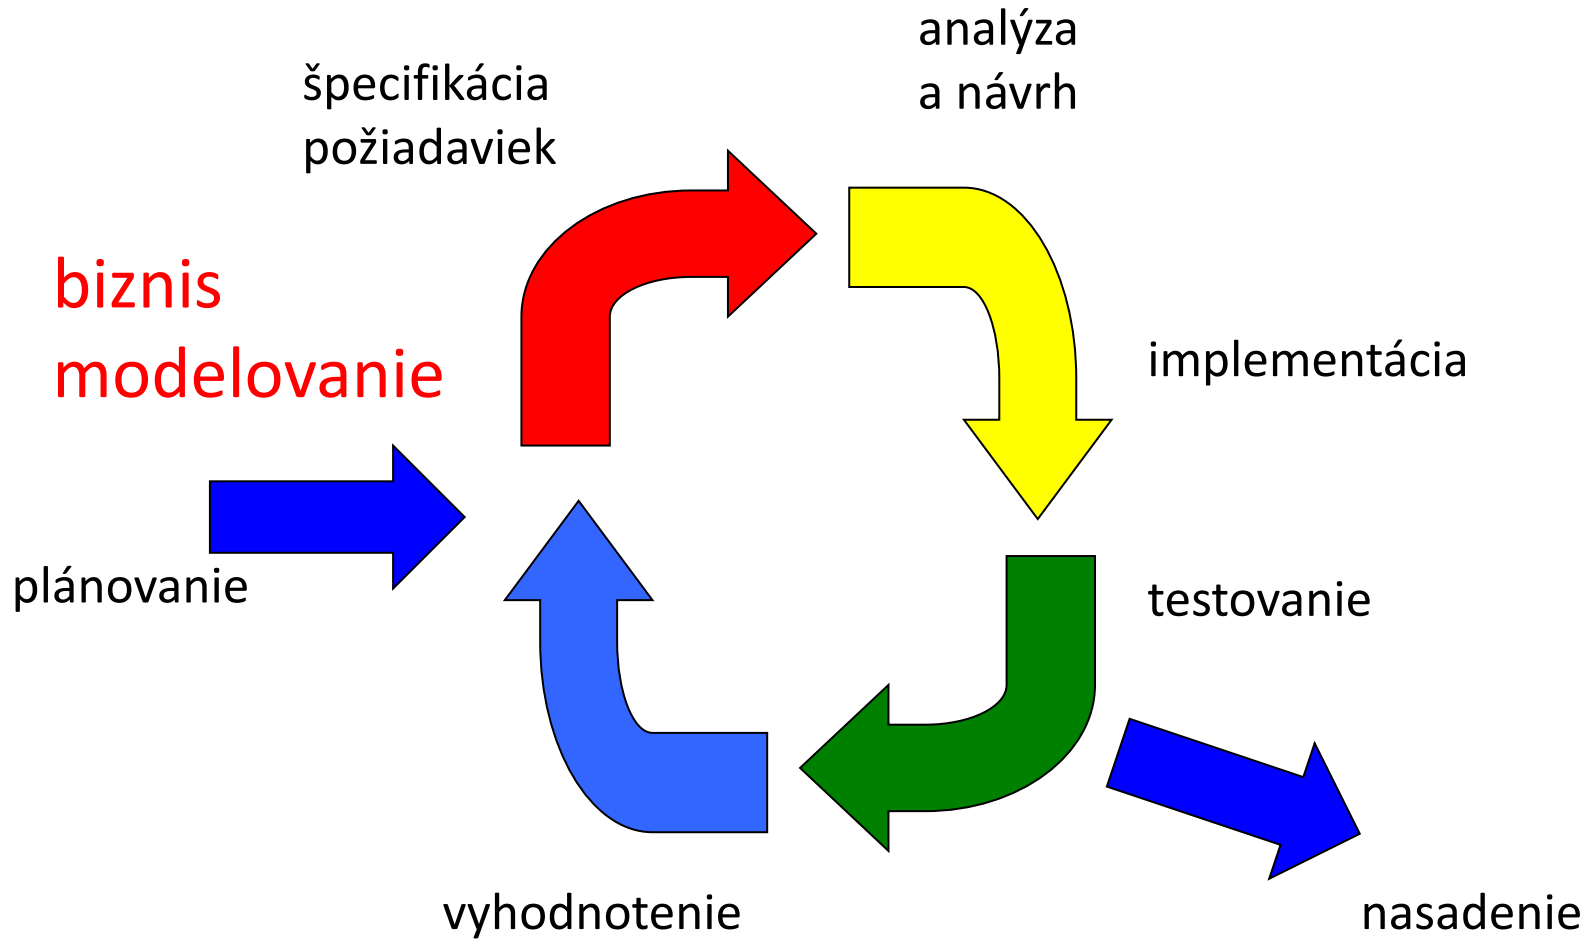 analýza
a návrh
špecifikácia
požiadaviek
biznis
modelovanie
implementácia
plánovanie
testovanie
vyhodnotenie
nasadenie